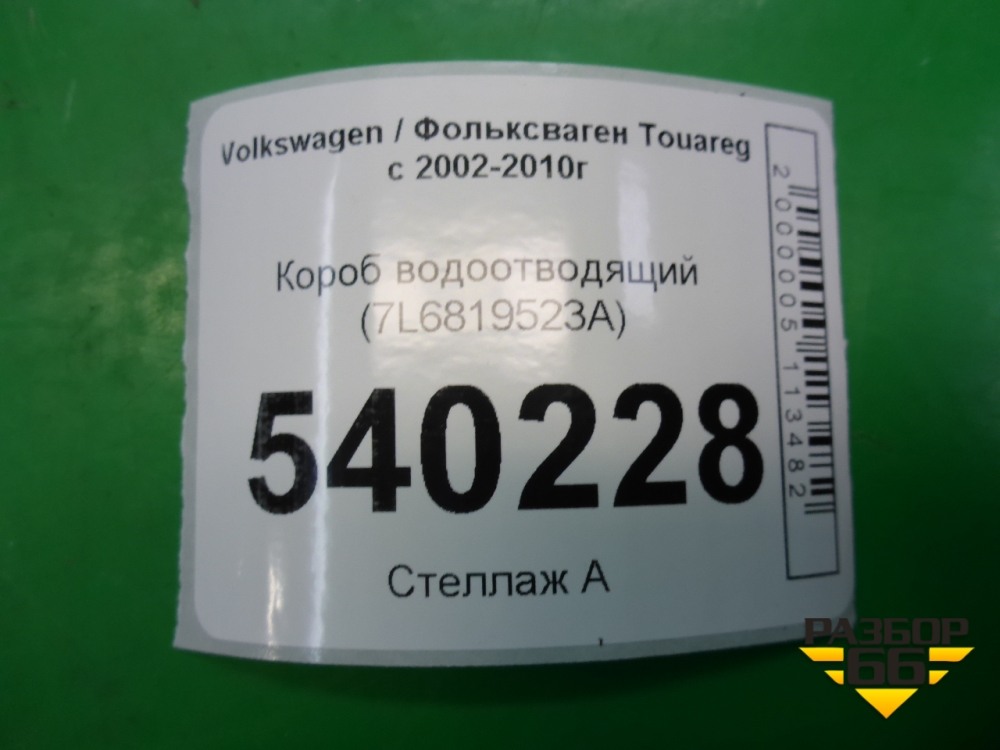 Volkswagen / Фольксваген Touareg
с 2002-2010г
Короб водоотводящий
(7L6819523A)
540228
Стеллаж А
2000005113482
РАЗБОР
66